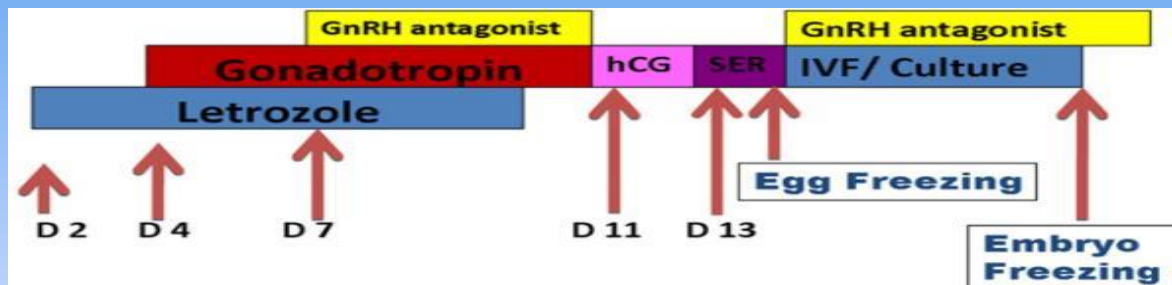 GnRH antagonist
GnRH antagonist
Gonadotropin
hCG
SER
IVF/ Culture
Letrozole
Egg Freezing
D 2
D 4
D 7
D 11
D 13
Embryo
Freezing